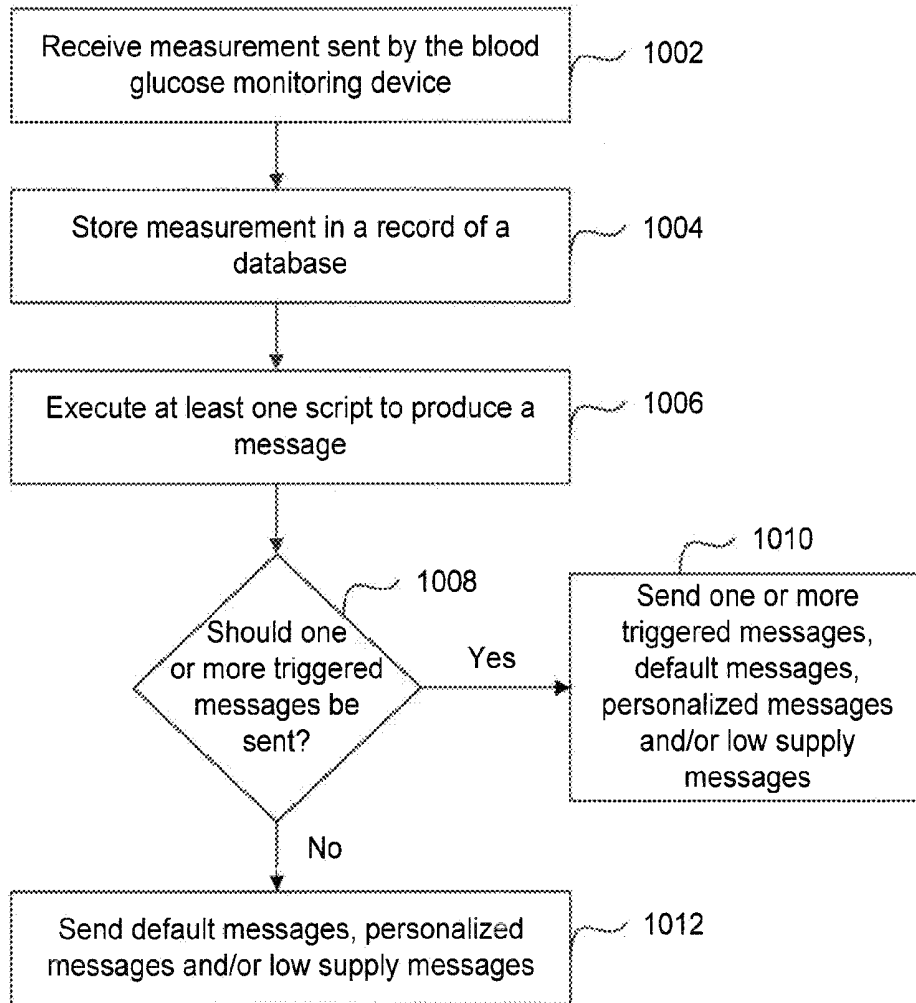 Receive measurement sent by the blood
glucose monitoring device
1002
Store measurement in a record of a
database
1004
Execute at least one script to produce a
message
1006
1008
Should one
or more triggered
messages be
sent?
Yes
1010
Send one or more
triggered messages,
default messages,
personalized messages
and/or low supply
messages
No
Send default messages, personalized
messages and/or low supply messages
1012